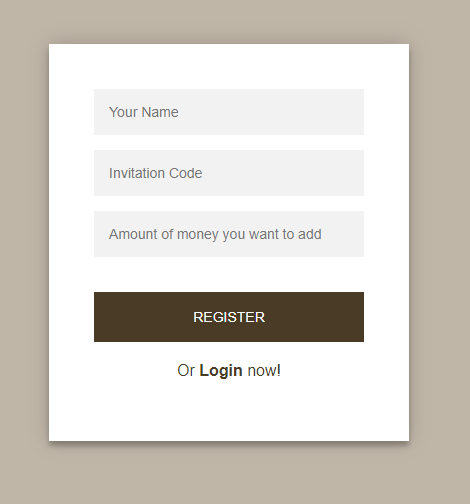 Your Name
Invitation Code
Amount of money you want to add
REGISTER
Or Login now!